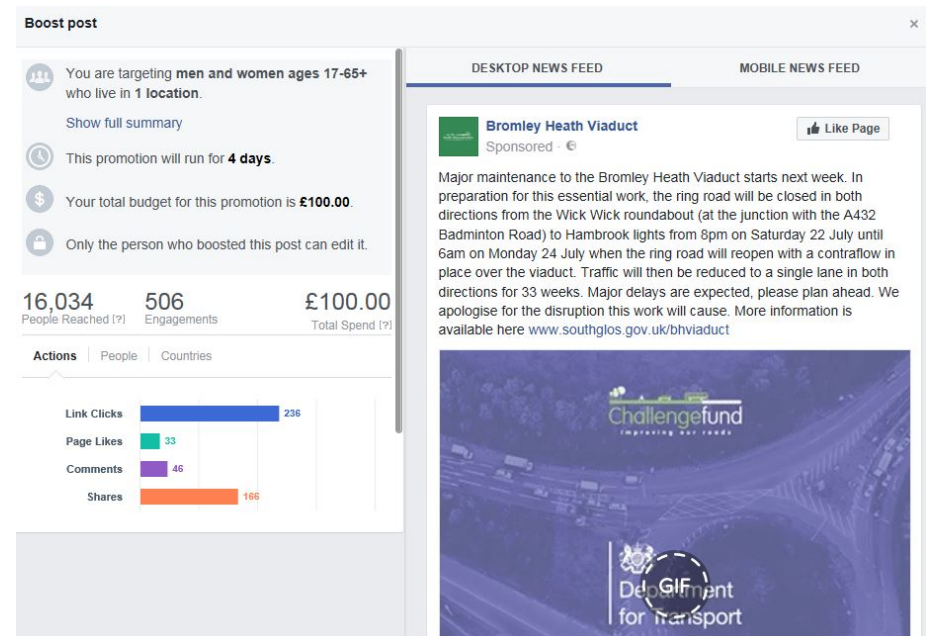 Boost post
×
You are targeting men and women ages 17-65+
who live in 1 location.
Show full summary
This promotion will run for 4 days.
$
Your total budget for this promotion is £100.00.
Only the person who boosted this post can edit it.
16,034
People Reached [?]
506
Engagements
£100.00
Total Spend [?]
Actions
People
Countries
Link Clicks 236
Page Likes 33
Comments 46
Shares 166
DESKTOP NEWS FEED
MOBILE NEWS FEED
Bromley Heath Viaduct
Sponsored ·
Like Page
Major maintenance to the Bromley Heath Viaduct starts next week. In
preparation for this essential work, the ring road will be closed in both
directions from the Wick Wick roundabout (at the junction with the A432
Badminton Road) to Hambrook lights from 8pm on Saturday 22 July until
6am on Monday 24 July when the ring road will reopen with a contraflow in
place over the viaduct. Traffic will then be reduced to a single lane in both
directions for 33 weeks. Major delays are expected, please plan ahead. We
apologise for the disruption this work will cause. More information is
available here www.southglos.gov.uk/bhviaduct
Challengefund
improving our roads
GIF
Department
for Transport